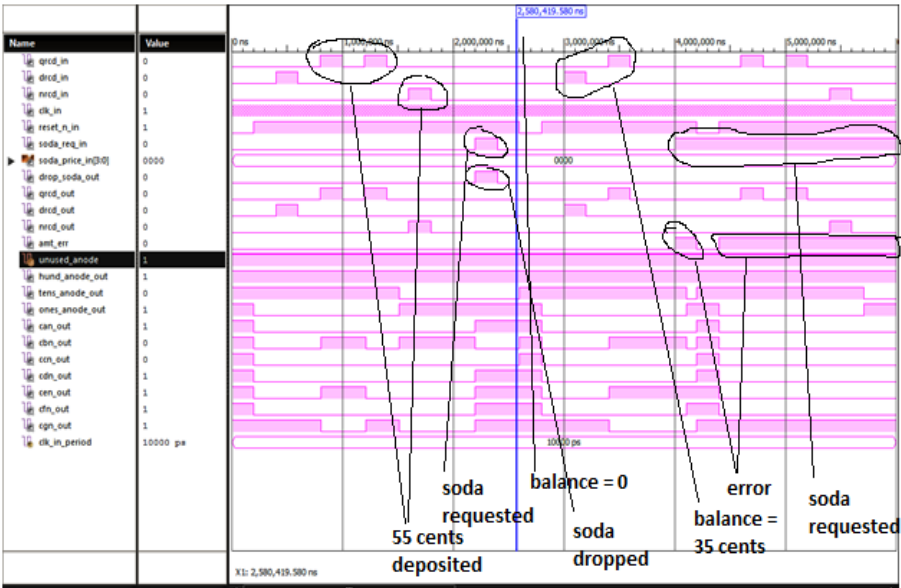 2,580,419.580 ns
Name Value
0 ns 1,000,000 ns 2,000,000 ns 3,000,000 ns 4,000,000 ns 5,000,000 ns
qrcd_in 0
drcd_in 0
nrcd_in 0
clk_in 1
reset_n_in 1
soda_req_in 0
soda_price_in[3:0] 0000 0000
drop_soda_out 0
qrcd_out 0
drcd_out 0
nrcd_out 0
amt_err 0
unused_anode 1
hund_anode_out 1
tens_anode_out 0
ones_anode_out 1
can_out 1
cbn_out 0
ccn_out 0
cdn_out 1
cen_out 1
cfn_out 1
cgn_out 1
clk_in_period 10000 ps 10000 ps
soda
requested
balance = 0
error
soda
requested
55 cents
deposited
soda
dropped
balance =
35 cents
X1: 2,580,419.580 ns